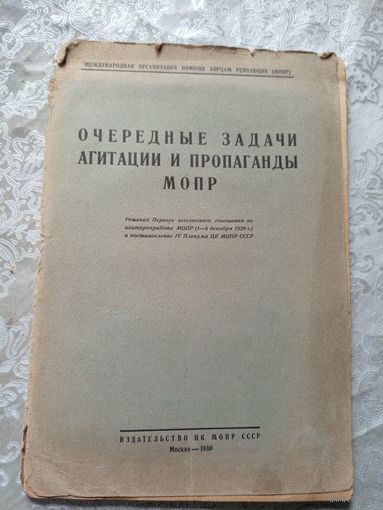 МЕЖДУНАРОДНАЯ ОРГАНИЗАЦИЯ ПОМОЩИ БОРЦАМ РЕВОЛЮЦИИ (МОПР)
ОЧЕРЕДНЫЕ ЗАДАЧИ
АГИТАЦИИ И ПРОПАГАНДЫ
МОПР
Решения Первого всесоюзного совещания по
агитпропработе МОПР (1—4 декабря 1929 г.)
и постановление IV Пленума ЦК МОПР СССР
ИЗДАТЕЛЬСТВО ЦК МОПР СССР
Москва — 1930